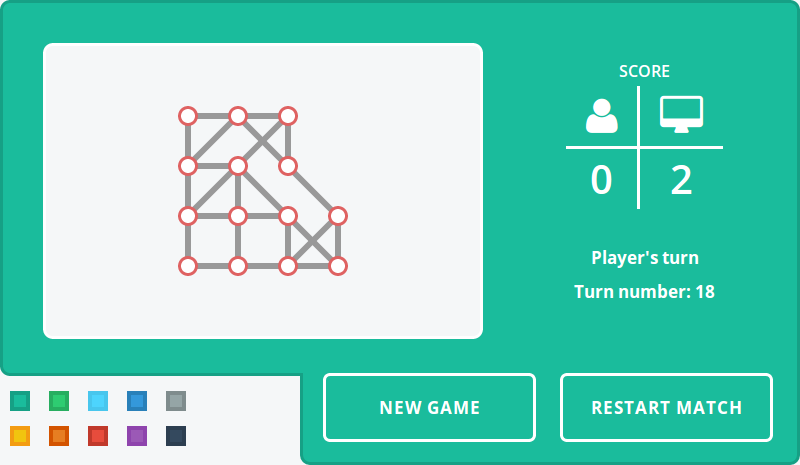 SCORE
0 2
Player's turn
Turn number: 18
NEW GAME
RESTART MATCH